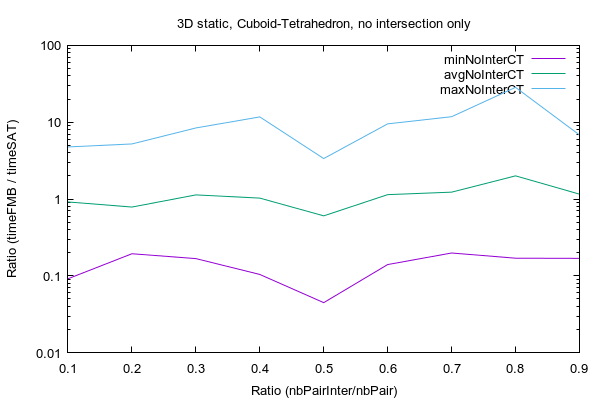 3D static, Cuboid-Tetrahedron, no intersection only
100
10
1
0.1
0.01
Ratio (timeFMB / timeSAT)
minNoInterCT
avgNoInterCT
maxNoInterCT
0.1 0.2 0.3 0.4 0.5 0.6 0.7 0.8 0.9
Ratio (nbPairInter/nbPair)